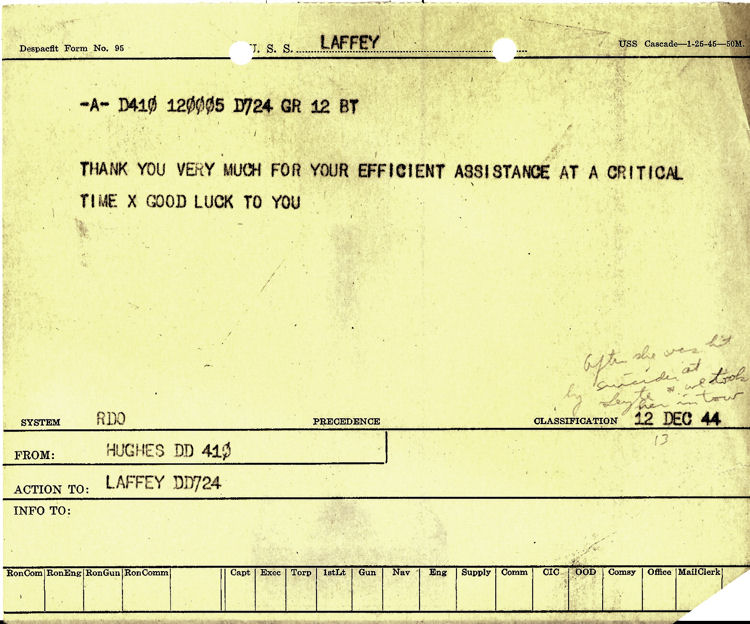 Despacfit Form No. 95 U. S. S. LAFFEY USS Cascade—1-25-45—50M.
-A- D41Ø 12ØØØ5 D724 GR 12 BT
THANK YOU VERY MUCH FOR YOUR EFFICIENT ASSISTANCE AT A CRITICAL
TIME X GOOD LUCK TO YOU
After she was hit
by suicider at
Leyte * we took
her in tow
SYSTEM RDO PRECEDENCE CLASSIFICATION 12 DEC 44
13
FROM: HUGHES DD 41Ø
ACTION TO: LAFFEY DD724
INFO TO:
RonCom RonEng RonGun RonComm Capt Exec Torp 1stLt Gun Nav Eng Supply Comm CIC OOD Comsy Office MailClerk